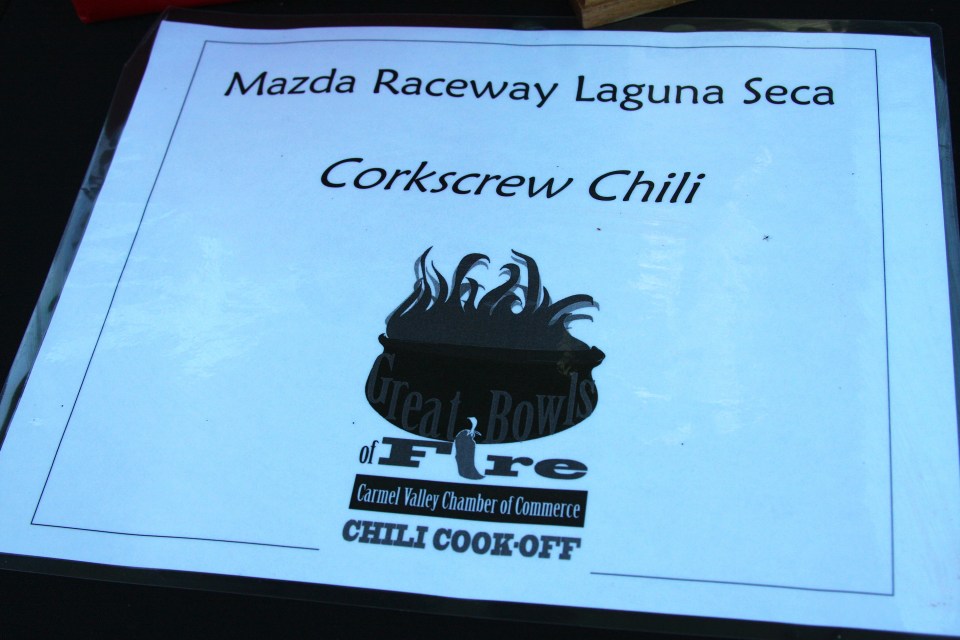 Mazda Raceway Laguna Seca
Corkscrew Chili
Great Bowls
of Fire
Carmel Valley Chamber of Commerce
CHILI COOK-OFF